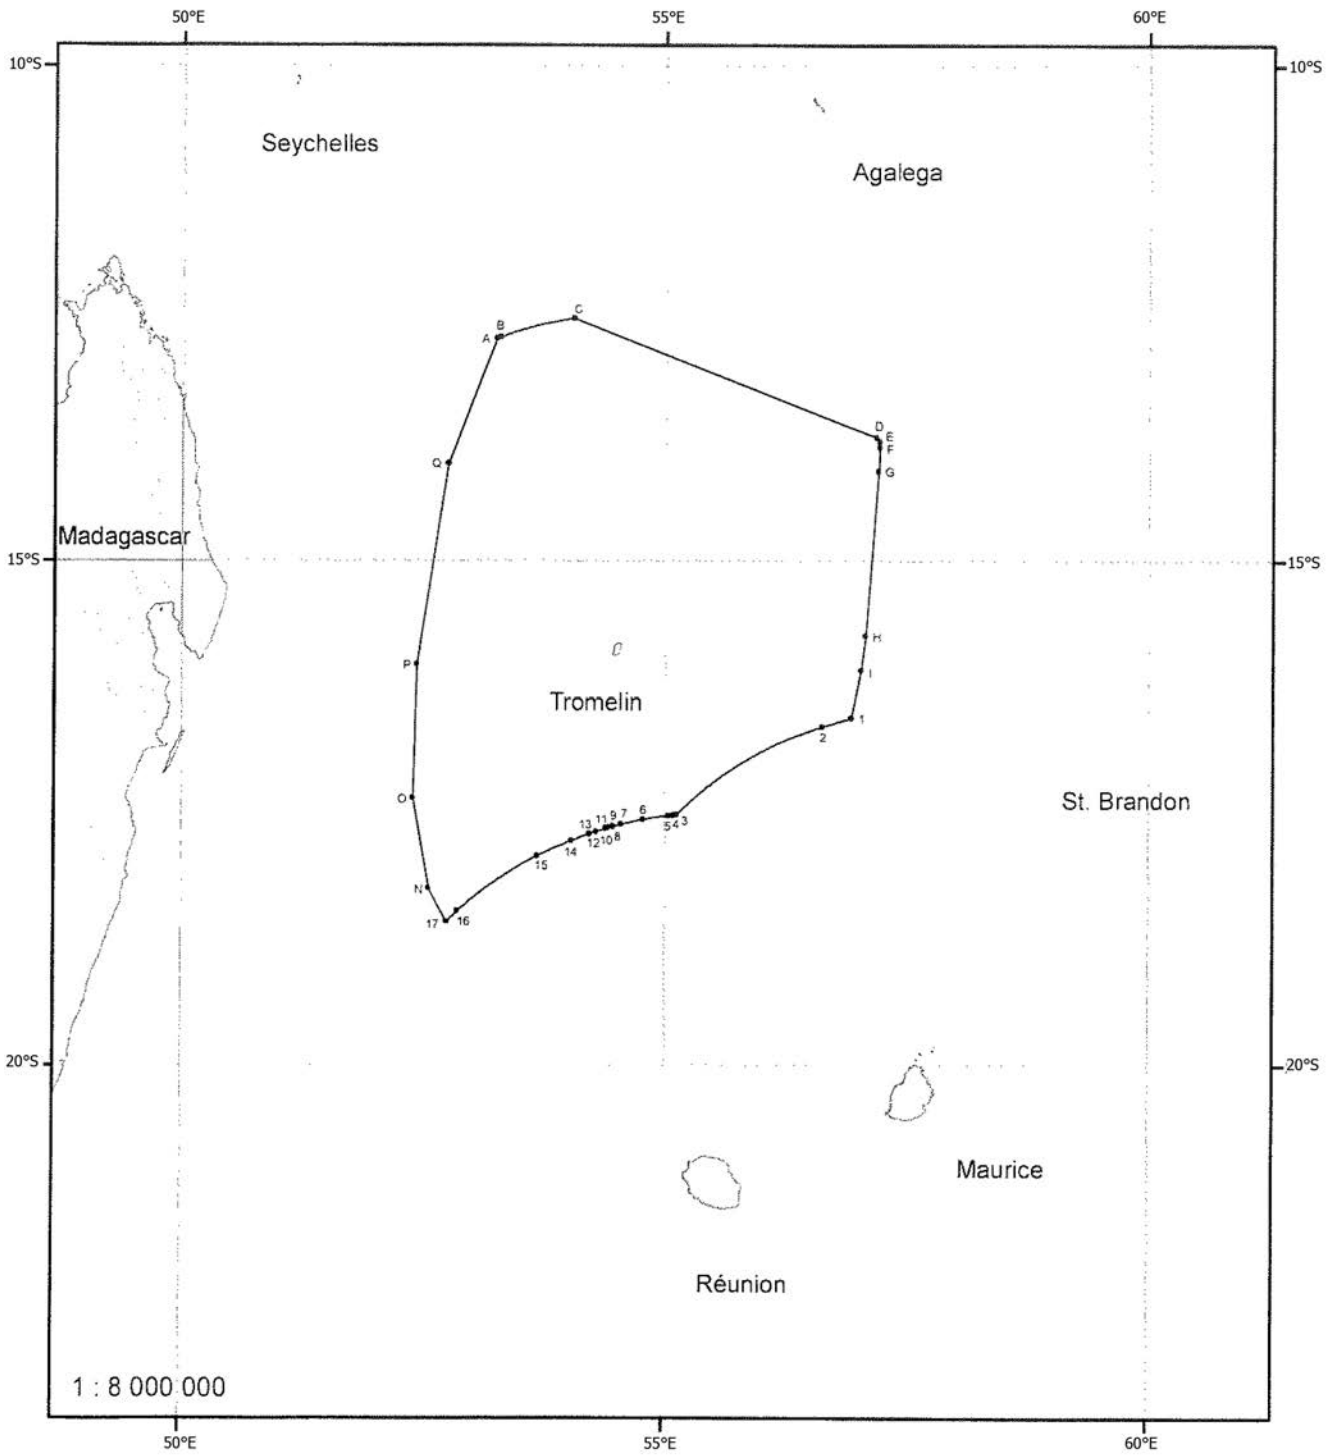 50°E 55°E 60°E
10°S 10°S
Seychelles
Agalega
C
B
A
D
E
F
Q G
Madagascar
15°S 15°S
H
P I
Tromelin
1
2
O St. Brandon
13 11 9 7 6 5 4 3
12 10 8
14
15
N
17 16
20°S 20°S
Maurice
Réunion
1 : 8 000 000
50°E 55°E 60°E